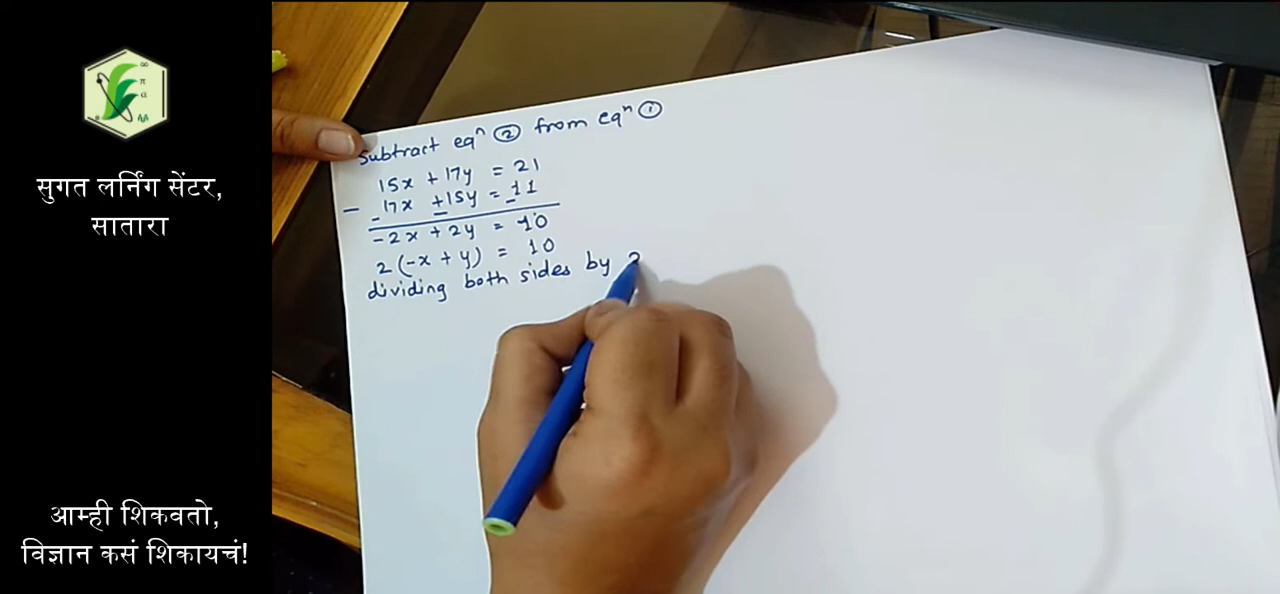 सुगत लर्निंग सेंटर,
सातारा
आम्ही शिकवतो,
विज्ञान कसं शिकायचं!
Subtract eqⁿ ② from eqⁿ ①
15x + 17y = 21
- 17x + 15y = 11
- - -
-2x + 2y = 10
2(-x + y) = 10
dividing both sides by 2